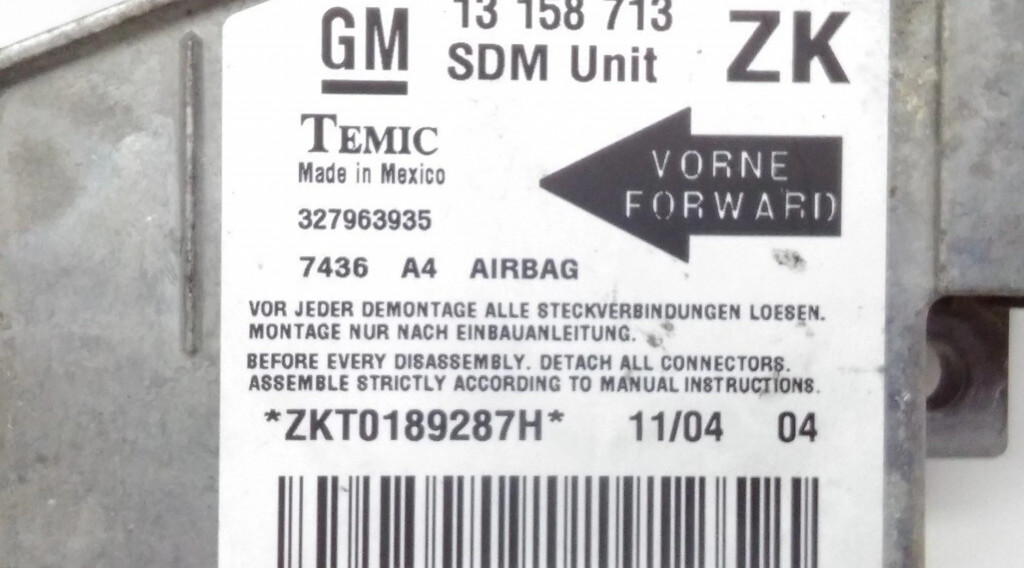 GM 13 158 713 ZK
SDM Unit
TEMIC
Made in Mexico
VORNE
FORWARD
327963935
7436 A4 AIRBAG
VOR JEDER DEMONTAGE ALLE STECKVERBINDUNGEN LOESEN.
MONTAGE NUR NACH EINBAUANLEITUNG.
BEFORE EVERY DISASSEMBLY. DETACH ALL CONNECTORS.
ASSEMBLE STRICTLY ACCORDING TO MANUAL INSTRUCTIONS.
*ZKT0189287H* 11/04 04